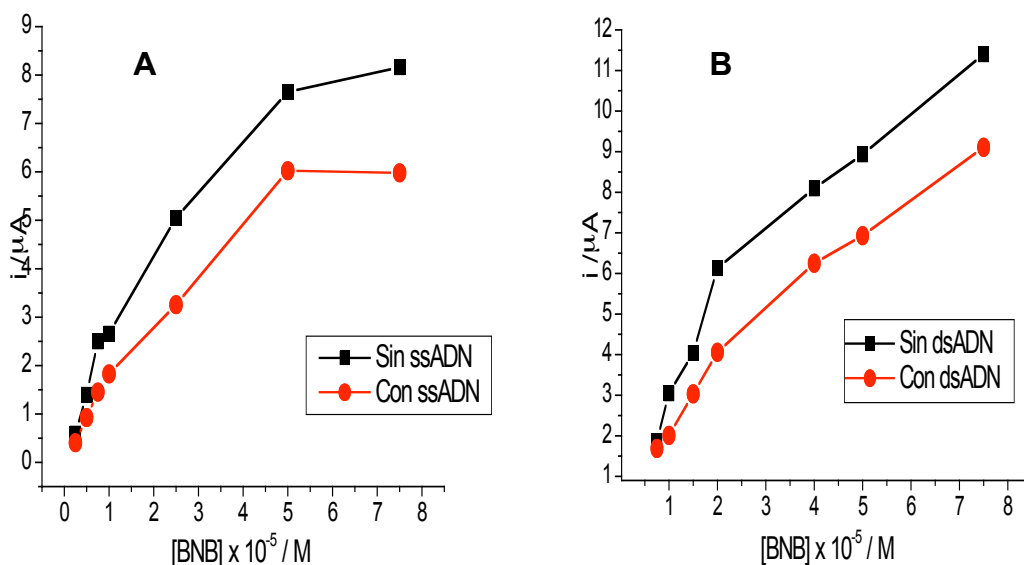 A
9
8
7
6
5
4
3
2
1
0
i /µA
0 1 2 3 4 5 6 7 8
[BNB] x 10⁻⁵ / M
Sin ssADN
Con ssADN
B
12
11
10
9
8
7
6
5
4
3
2
1
i /µA
1 2 3 4 5 6 7 8
[BNB] x 10⁻⁵ / M
Sin dsADN
Con dsADN